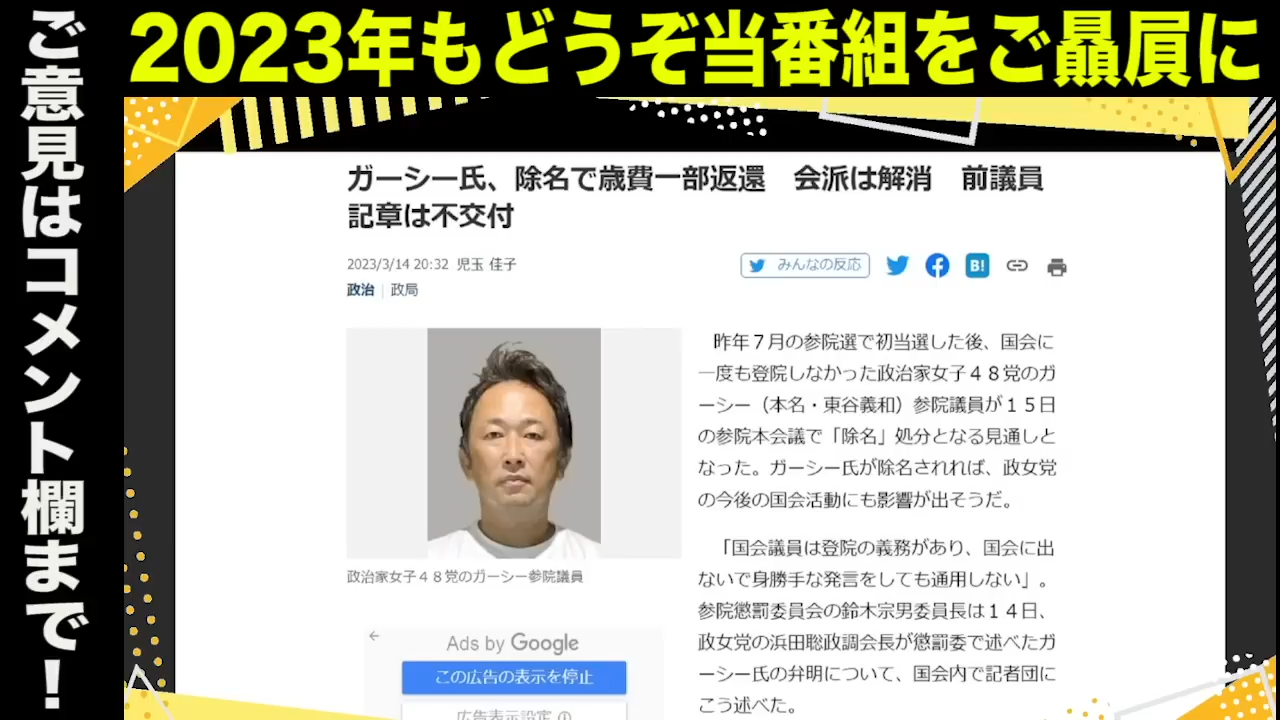 2023年もどうぞ当番組をご贔屓に
ご意見はコメント欄まで！
ガーシー氏、除名で歳費一部返還　会派は解消　前議員
記章は不交付
2023/3/14 20:32 児玉 佳子
みんなの反応
B!
政治 | 政局
政治家女子４８党のガーシー参院議員
昨年７月の参院選で初当選した後、国会に
一度も登院しなかった政治家女子４８党のガ
ーシー（本名・東谷義和）参院議員が１５日
の参院本会議で「除名」処分となる見通しと
なった。ガーシー氏が除名されれば、政女党
の今後の国会活動にも影響が出そうだ。
「国会議員は登院の義務があり、国会に出
ないで身勝手な発言をしても通用しない」。
参院懲罰委員会の鈴木宗男委員長は１４日、
政女党の浜田聡政調会長が懲罰委で述べたガ
ーシー氏の弁明について、国会内で記者団に
こう述べた。
Ads by Google
この広告の表示を停止
広告表示設定 の